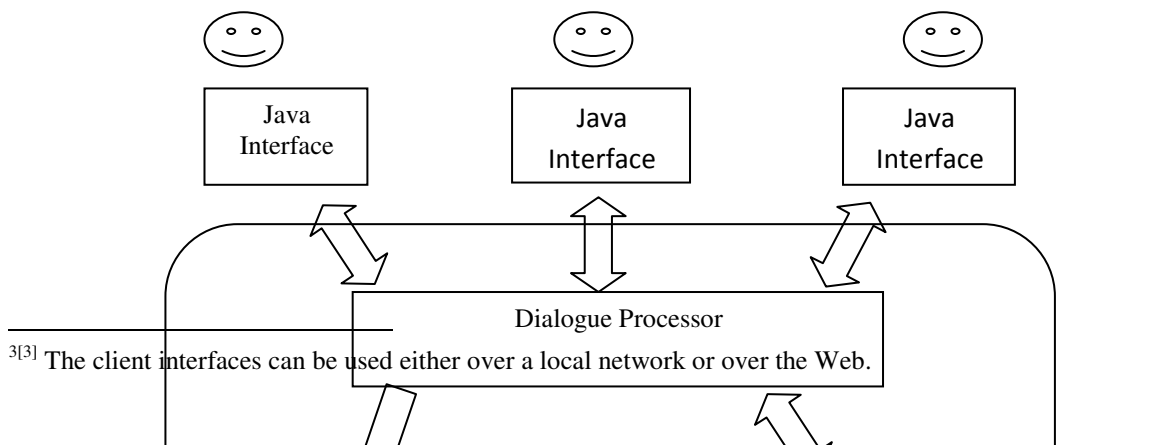 Java
Interface
Java
Interface
Java
Interface
Dialogue Processor
3[3] The client interfaces can be used either over a local network or over the Web.